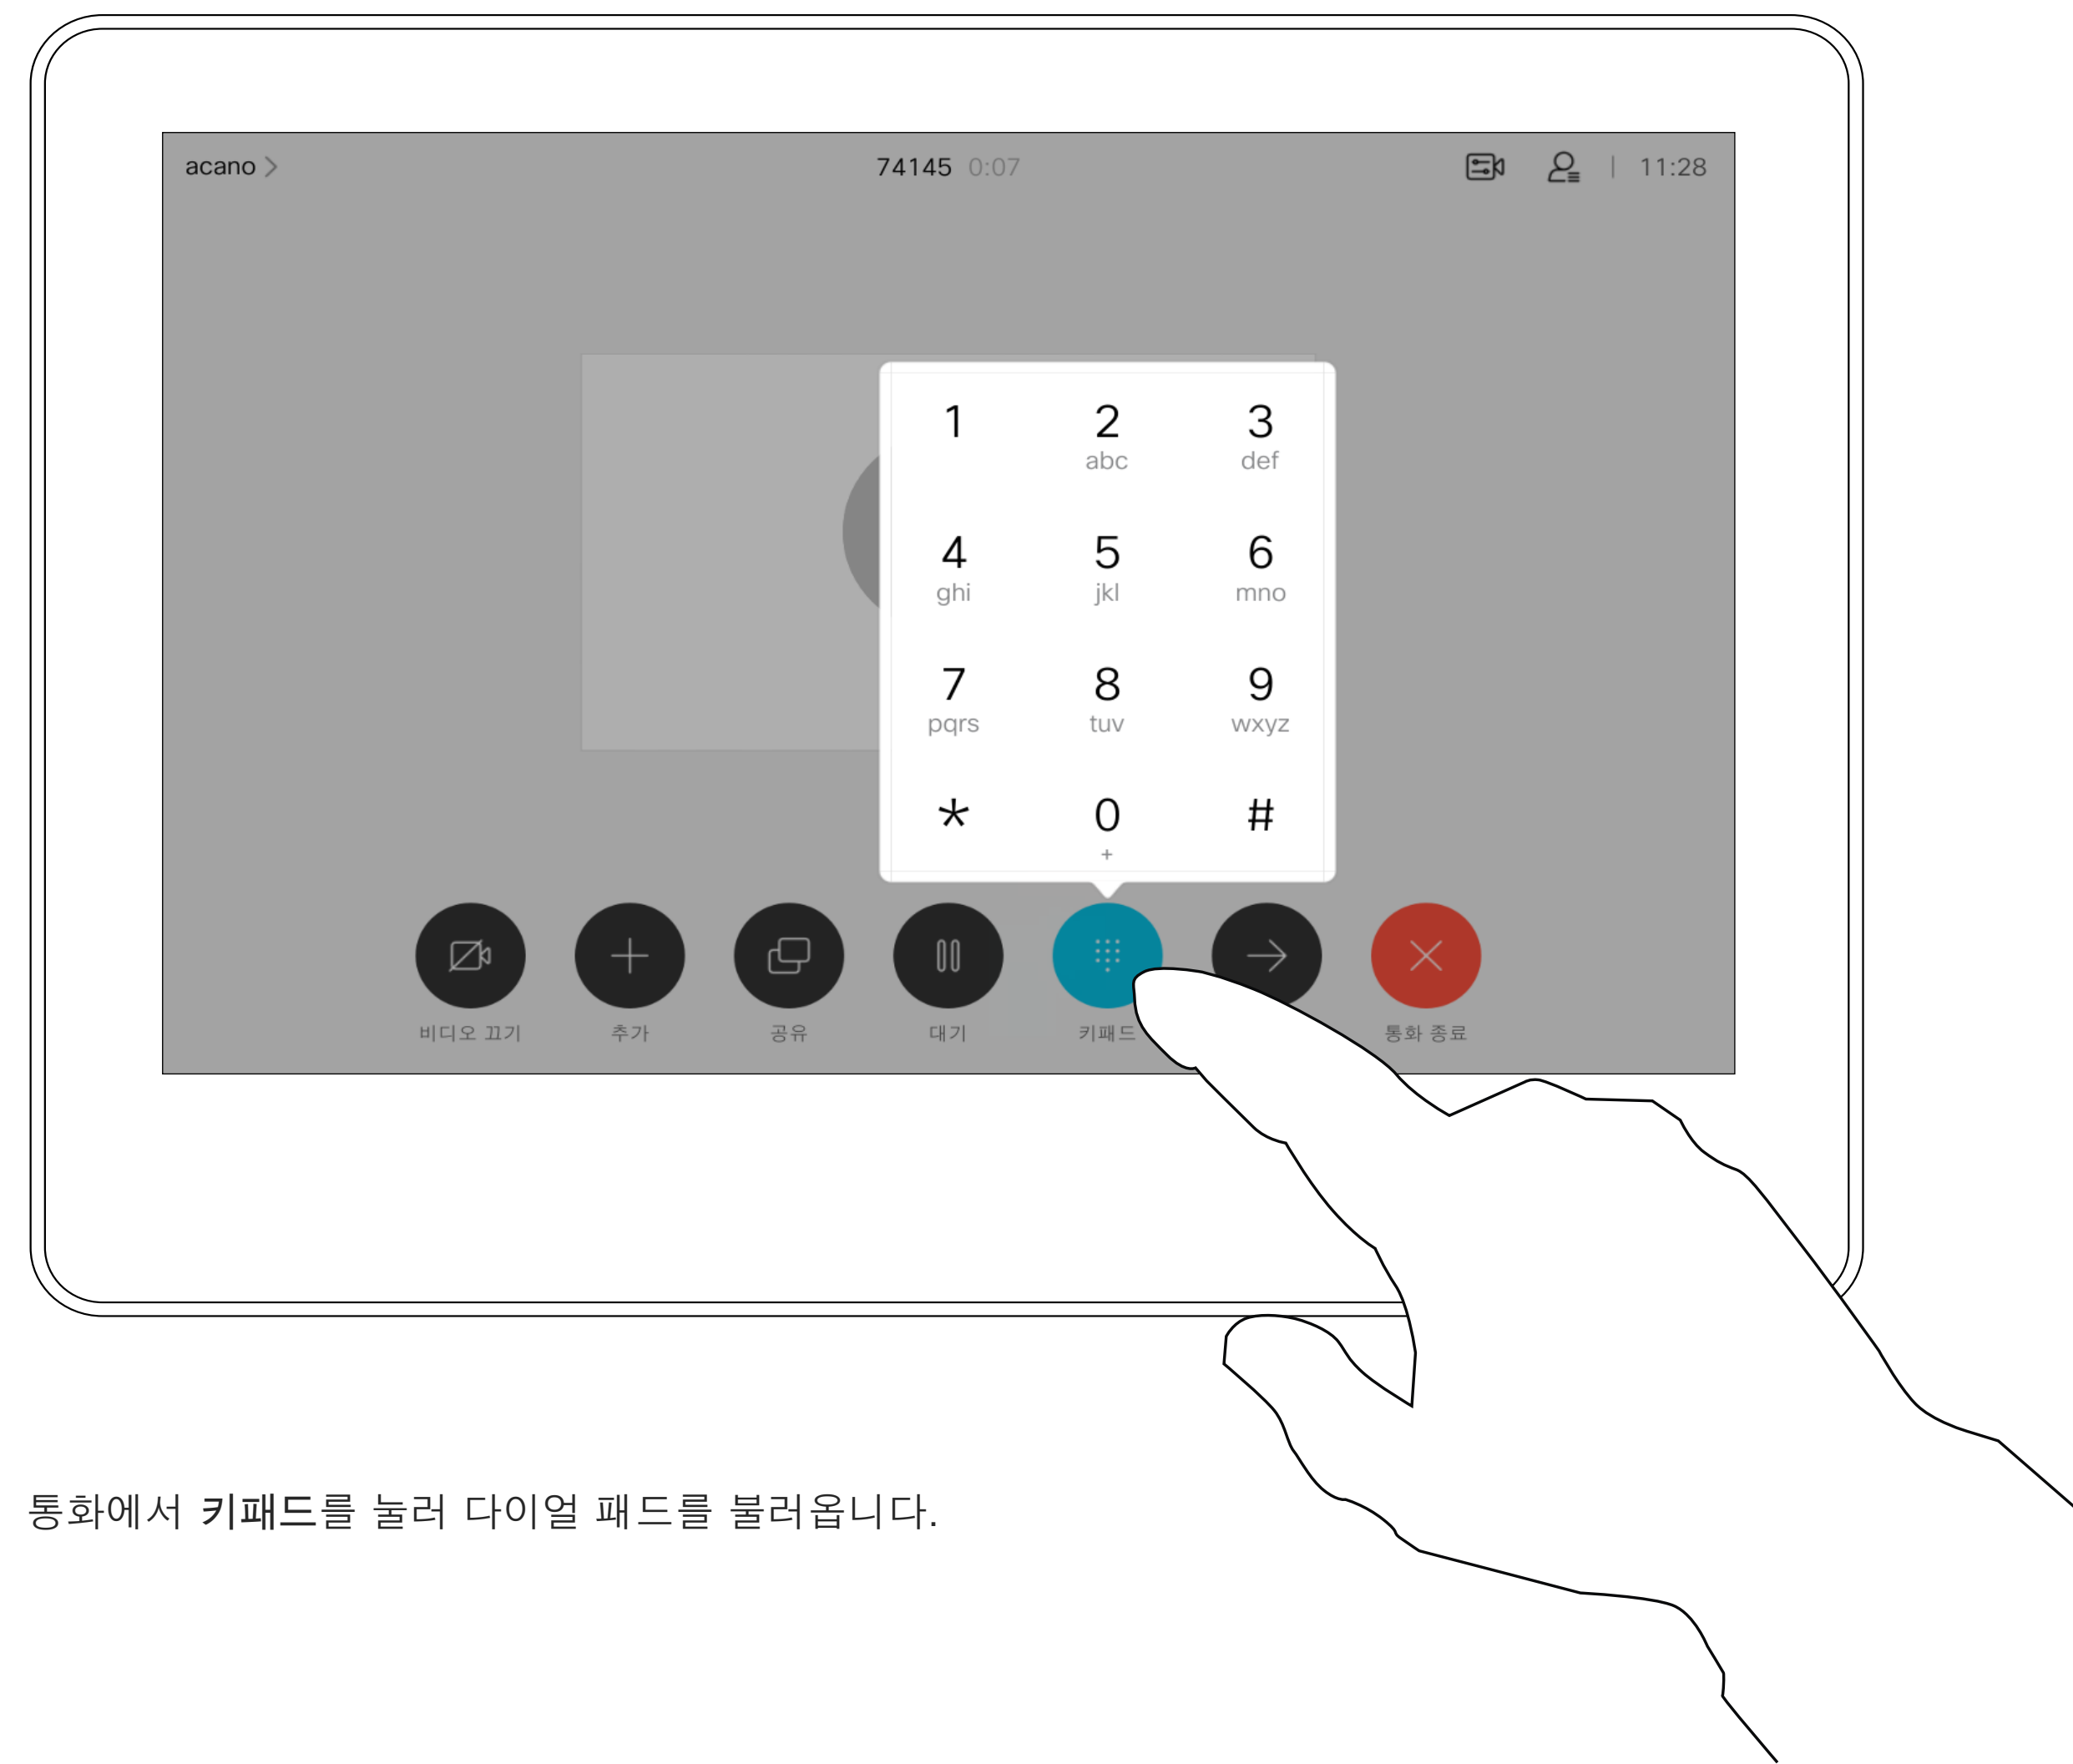 acano 74145 0:07 11:28
1 2 3
abc def
4 5 6
ghi jkl mno
7 8 9
pqrs tuv wxyz
* 0 #
+
비디오 끄기 추가 공유 대기 키패드 통화 종료
통화에서 키패드를 눌러 다이얼 패드를 불러옵니다.